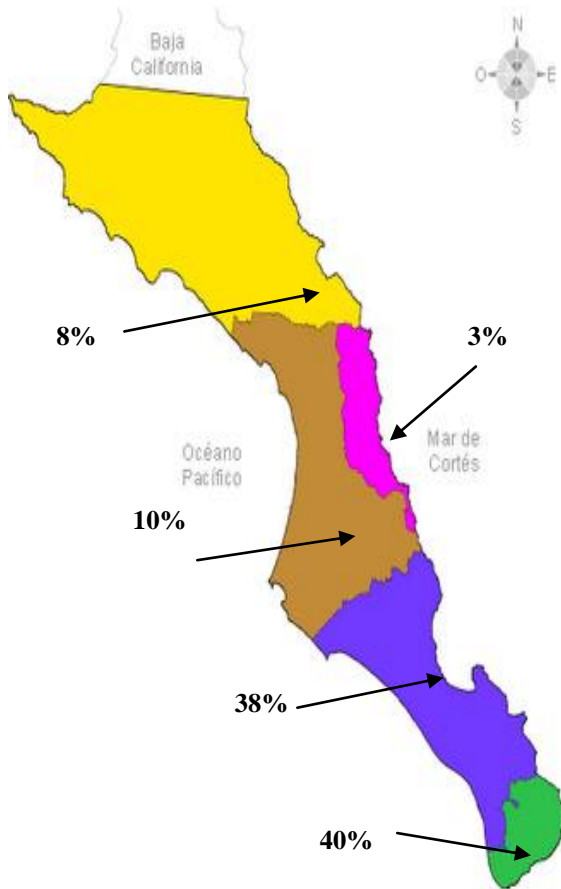 Baja
California
N
O
E
S
8%
3%
Océano
Pacífico
Mar de
Cortés
10%
38%
40%